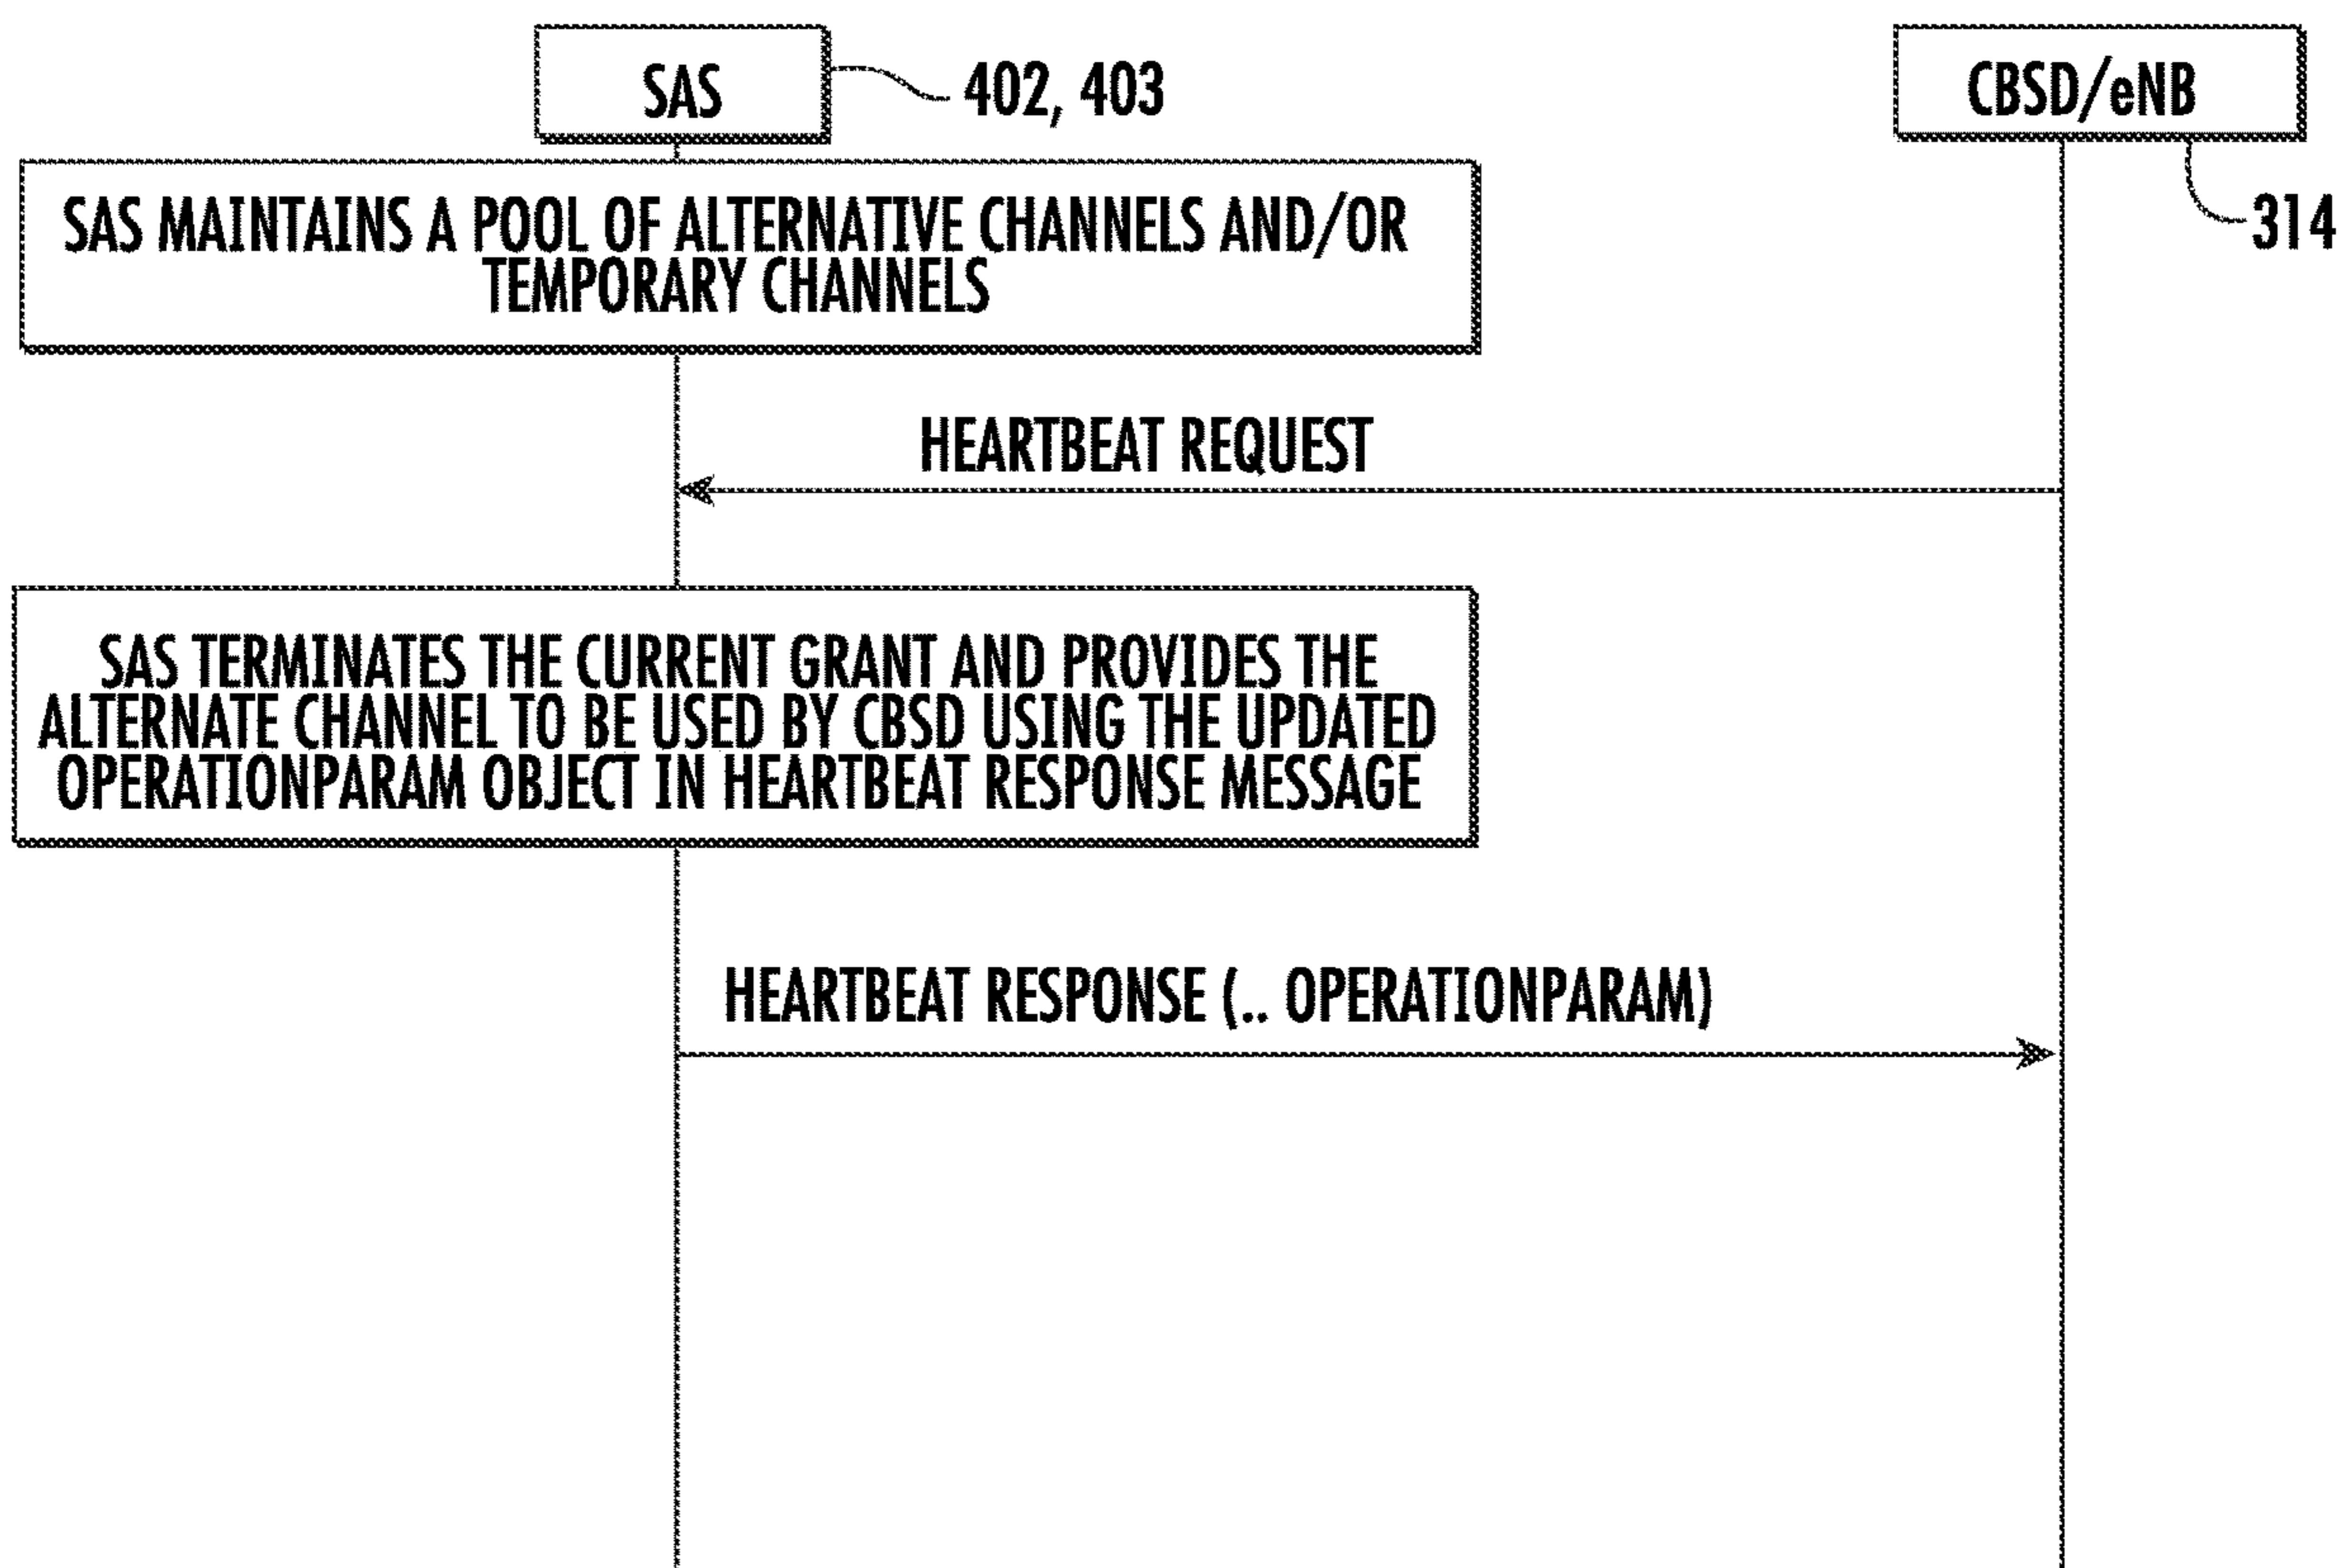 SAS
402, 403
CBSD/eNB
314
SAS MAINTAINS A POOL OF ALTERNATIVE CHANNELS AND/OR
TEMPORARY CHANNELS
HEARTBEAT REQUEST
SAS TERMINATES THE CURRENT GRANT AND PROVIDES THE
ALTERNATE CHANNEL TO BE USED BY CBSD USING THE UPDATED
OPERATIONPARAM OBJECT IN HEARTBEAT RESPONSE MESSAGE
HEARTBEAT RESPONSE (.. OPERATIONPARAM)